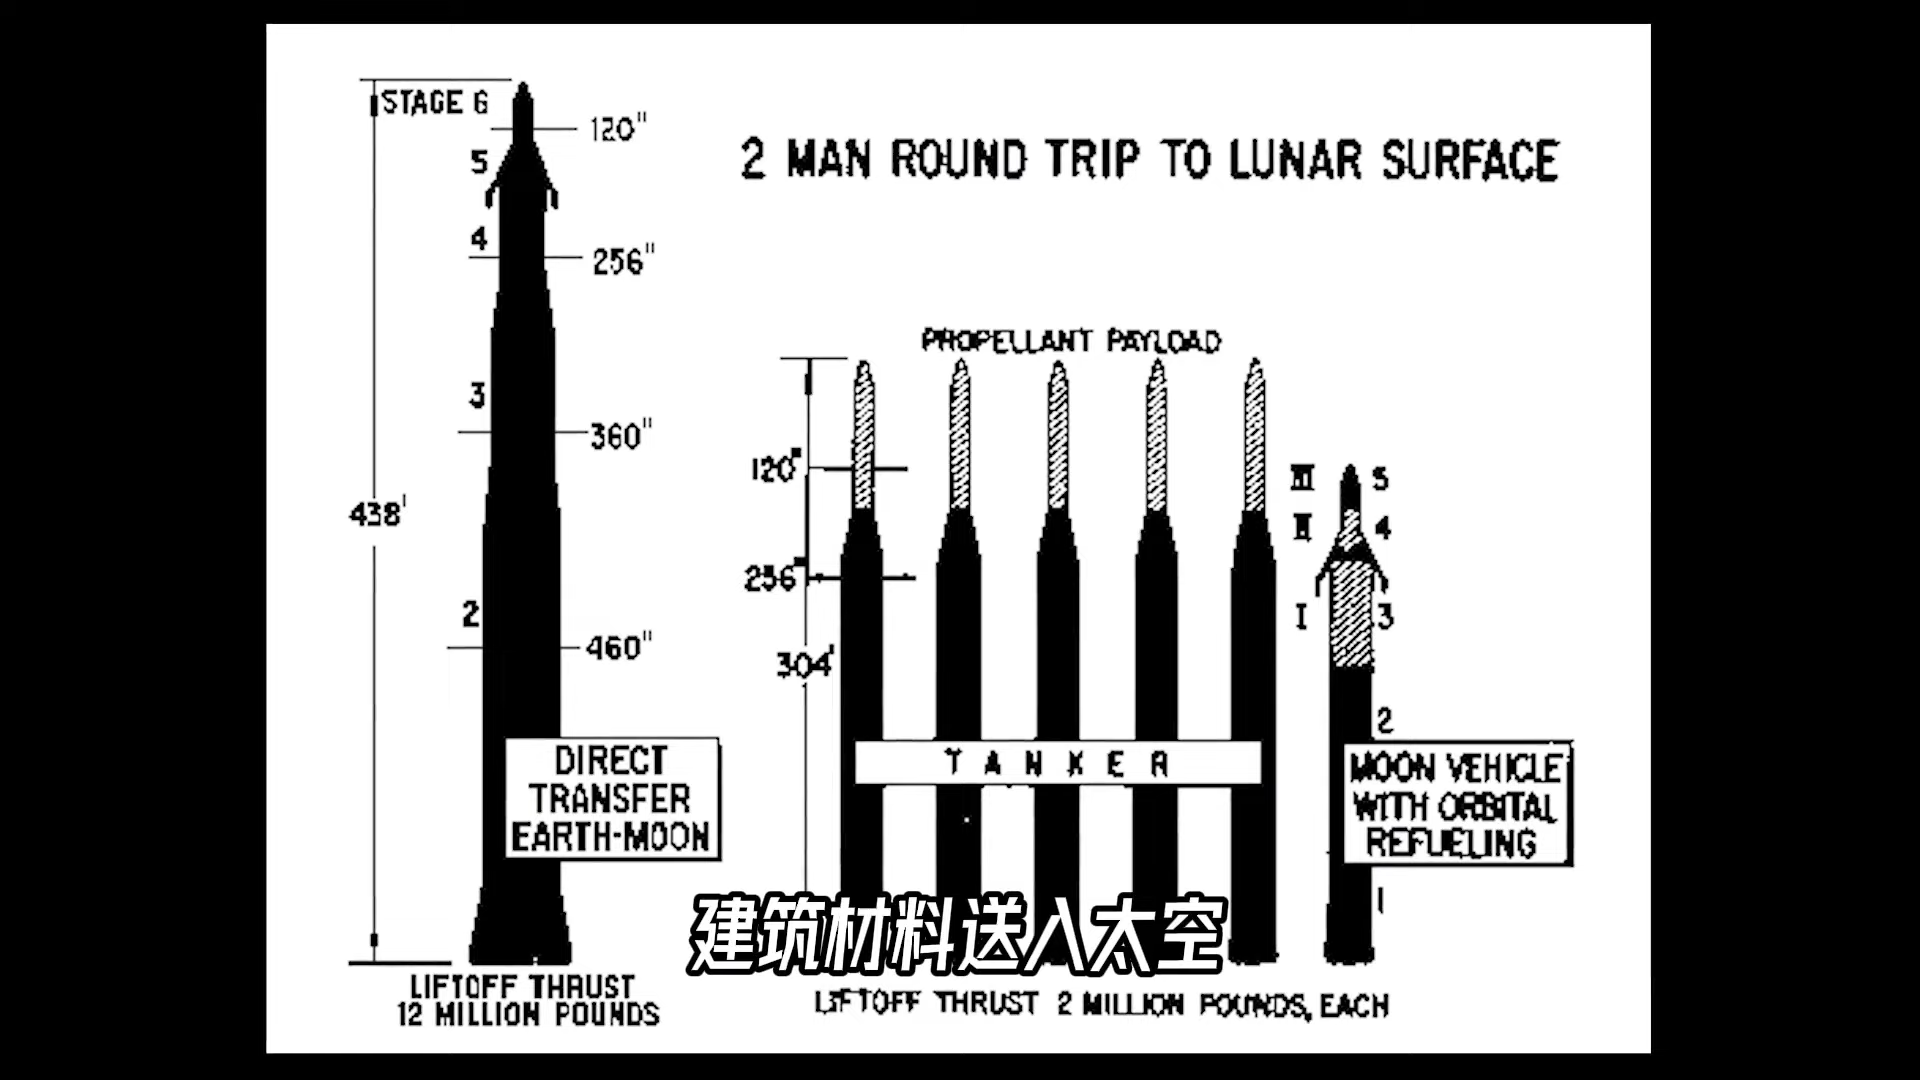 STAGE 6
120"
5
2 MAN ROUND TRIP TO LUNAR SURFACE
4
256"
PROPELLANT PAYLOAD
3
360"
120"
III 5
II 4
438'
256"
I 3
2
460"
304'
2
DIRECT
TRANSFER
EARTH-MOON
TANKER
MOON VEHICLE
WITH ORBITAL
REFUELING
1
建筑材料送入太空
LIFTOFF THRUST
12 MILLION POUNDS
LIFTOFF THRUST 2 MILLION POUNDS, EACH